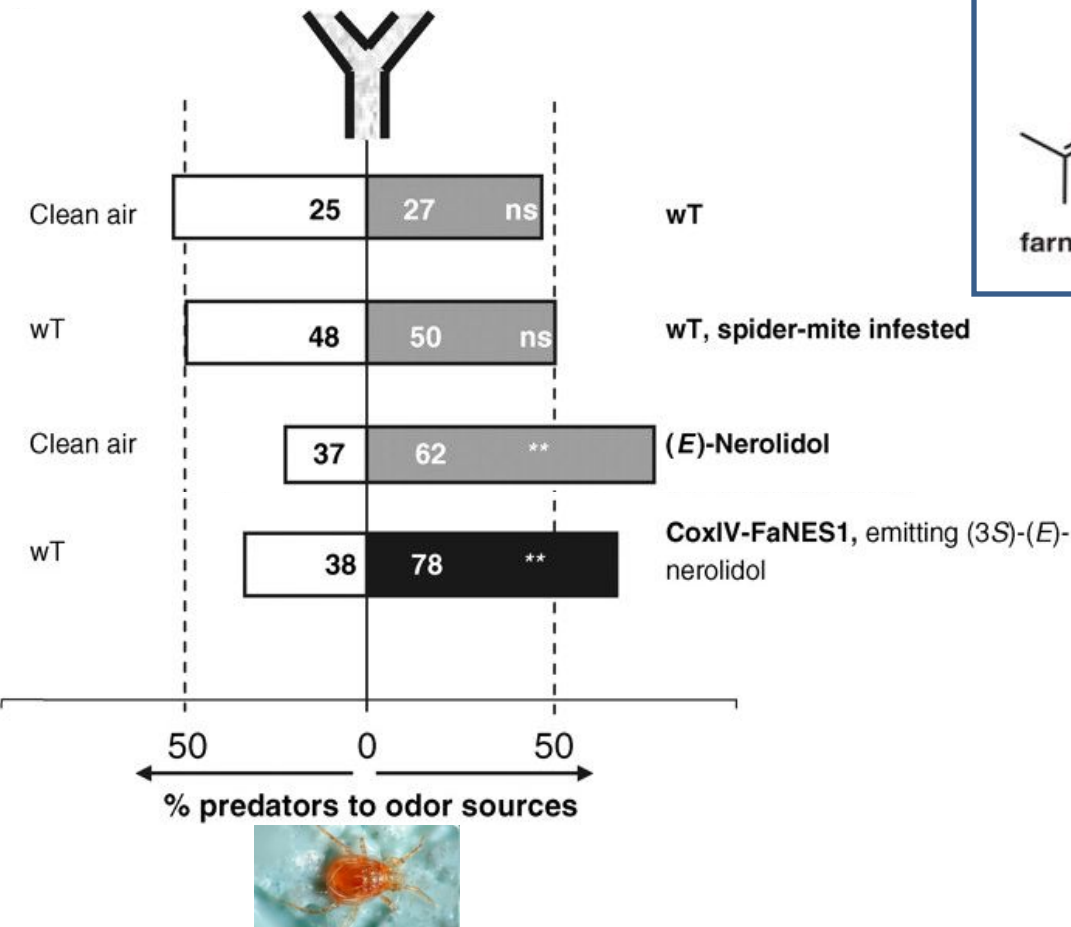 Clean air 25 27 ns wT
wT 48 50 ns wT, spider-mite infested
Clean air 37 62 ** (E)-Nerolidol
wT 38 78 ** CoxIV-FaNES1, emitting (3S)-(E)-
nerolidol
farn
50 0 50
% predators to odor sources